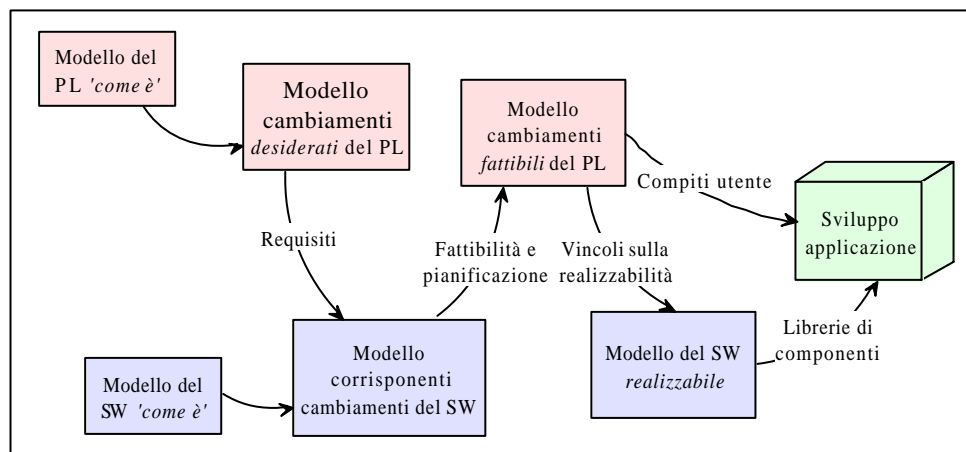 Modello del
PL 'come è'
Modello
cambiamenti
desiderati del PL
Modello
cambiamenti
fattibili del PL
Compiti utente
Sviluppo
applicazione
Requisiti
Fattibilità e
pianificazione
Vincoli sulla
realizzabilità
Modello del
SW 'come è'
Modello
corrisponenti
cambiamenti del SW
Modello del SW
realizzabile
Librerie di
componenti